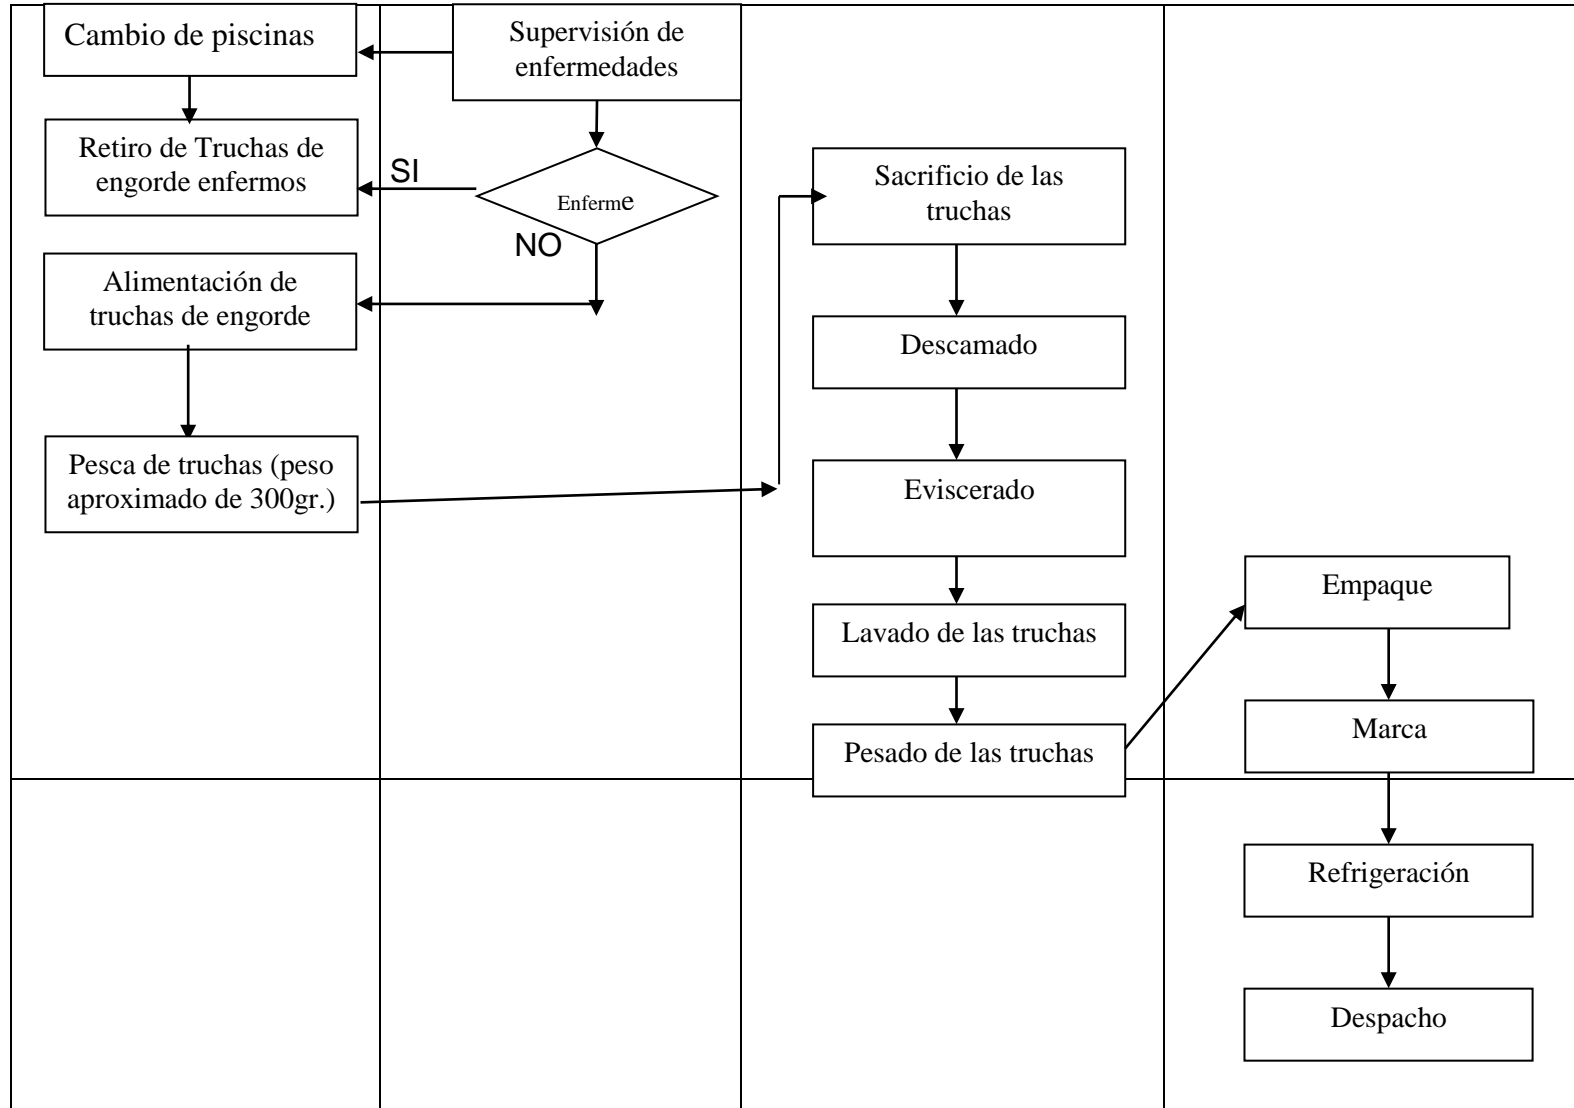 Cambio de piscinas
Supervisión de
enfermedades
Retiro de Truchas de
engorde enfermos
SI
Enferme
NO
Alimentación de
truchas de engorde
Pesca de truchas (peso
aproximado de 300gr.)
Sacrificio de las
truchas
Descamado
Eviscerado
Lavado de las truchas
Pesado de las truchas
Empaque
Marca
Refrigeración
Despacho